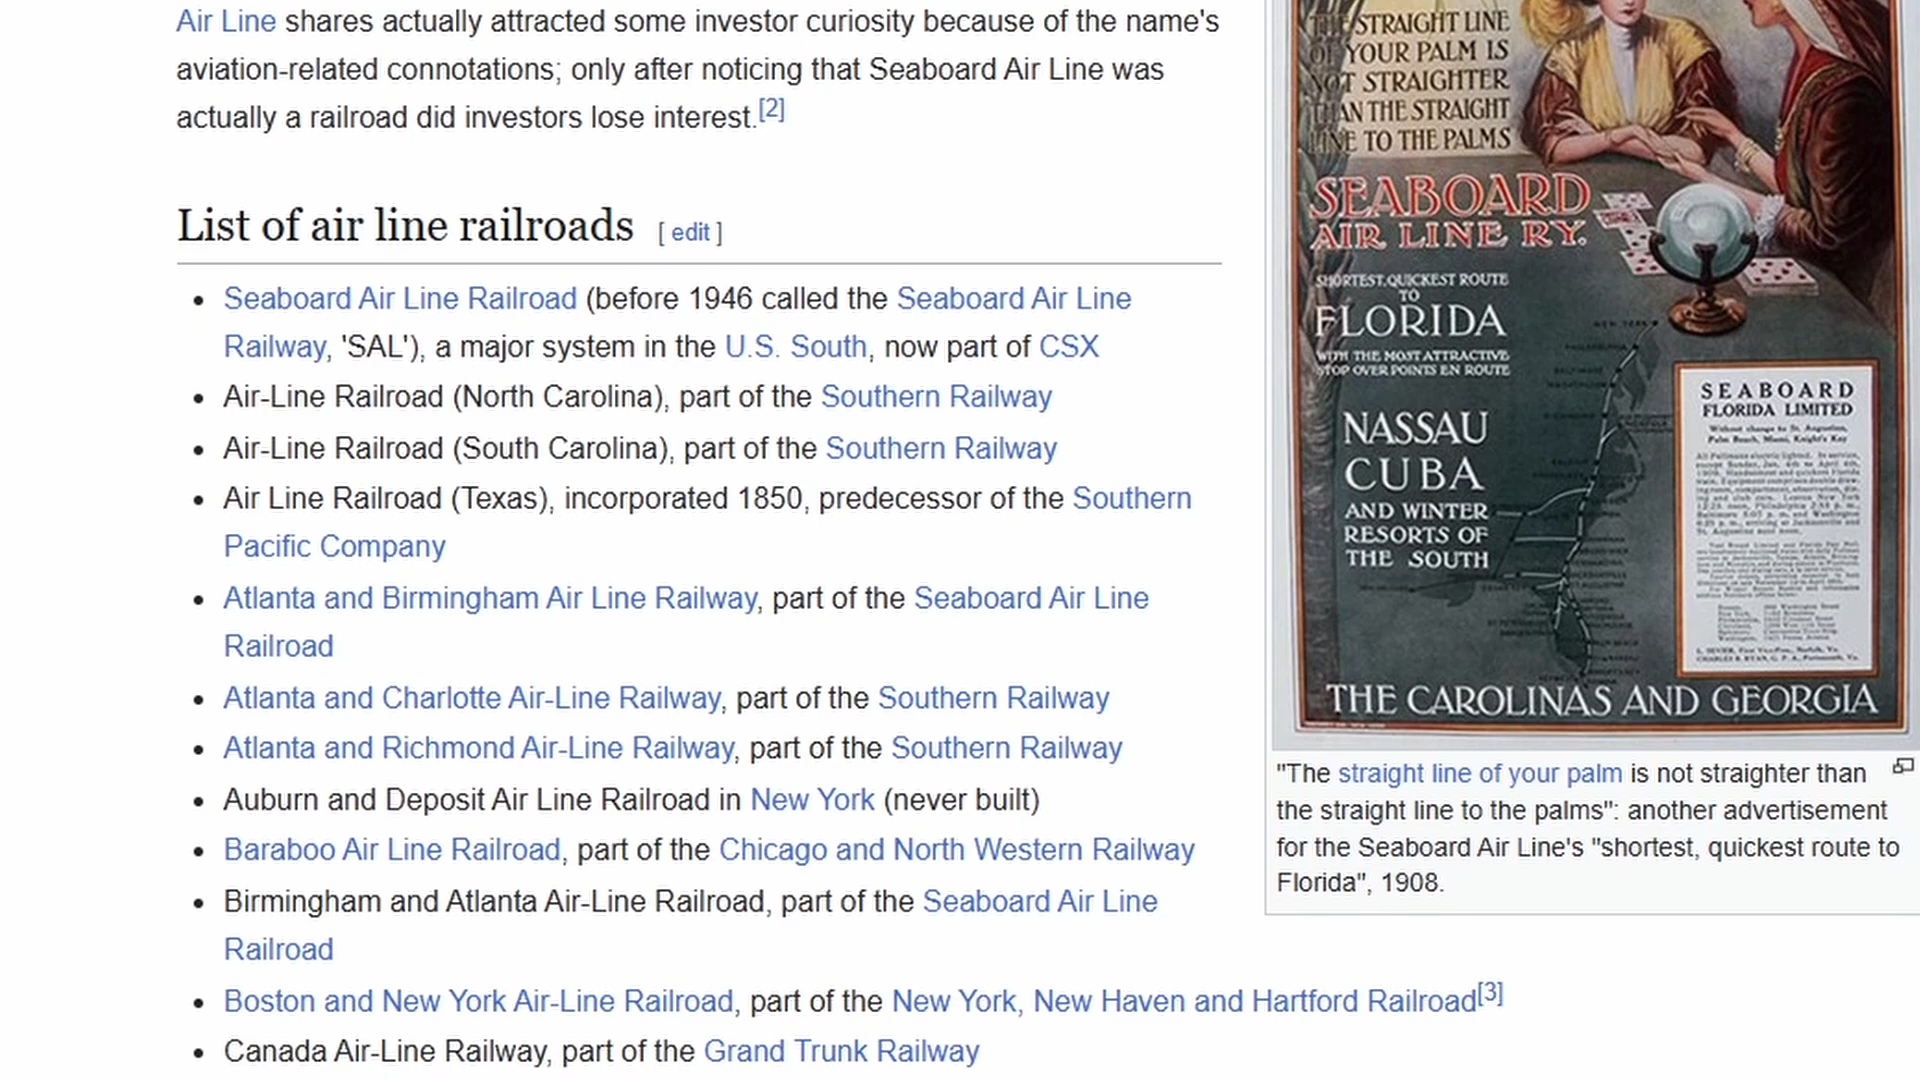 Air Line shares actually attracted some investor curiosity because of the name's
aviation-related connotations; only after noticing that Seaboard Air Line was
actually a railroad did investors lose interest.[2]
List of air line railroads [ edit ]
Seaboard Air Line Railroad (before 1946 called the Seaboard Air Line
Railway, 'SAL'), a major system in the U.S. South, now part of CSX
Air-Line Railroad (North Carolina), part of the Southern Railway
Air-Line Railroad (South Carolina), part of the Southern Railway
Air Line Railroad (Texas), incorporated 1850, predecessor of the Southern
Pacific Company
Atlanta and Birmingham Air Line Railway, part of the Seaboard Air Line
Railroad
Atlanta and Charlotte Air-Line Railway, part of the Southern Railway
Atlanta and Richmond Air-Line Railway, part of the Southern Railway
Auburn and Deposit Air Line Railroad in New York (never built)
Baraboo Air Line Railroad, part of the Chicago and North Western Railway
Birmingham and Atlanta Air-Line Railroad, part of the Seaboard Air Line
Railroad
Boston and New York Air-Line Railroad, part of the New York, New Haven and Hartford Railroad[3]
Canada Air-Line Railway, part of the Grand Trunk Railway
THE STRAIGHT LINE
OF YOUR PALM IS
NOT STRAIGHTER
THAN THE STRAIGHT
LINE TO THE PALMS
SEABOARD
AIR LINE RY.
SHORTEST, QUICKEST ROUTE
TO
FLORIDA
WITH THE MOST ATTRACTIVE
STOP OVER POINTS EN ROUTE
NASSAU
CUBA
AND WINTER
RESORTS OF
THE SOUTH
SEABOARD
FLORIDA LIMITED
Without change to St. Augustine,
Palm Beach, Miami, Knight's Key
THE CAROLINAS AND GEORGIA
"The straight line of your palm is not straighter than
the straight line to the palms": another advertisement
for the Seaboard Air Line's "shortest, quickest route to
Florida", 1908.